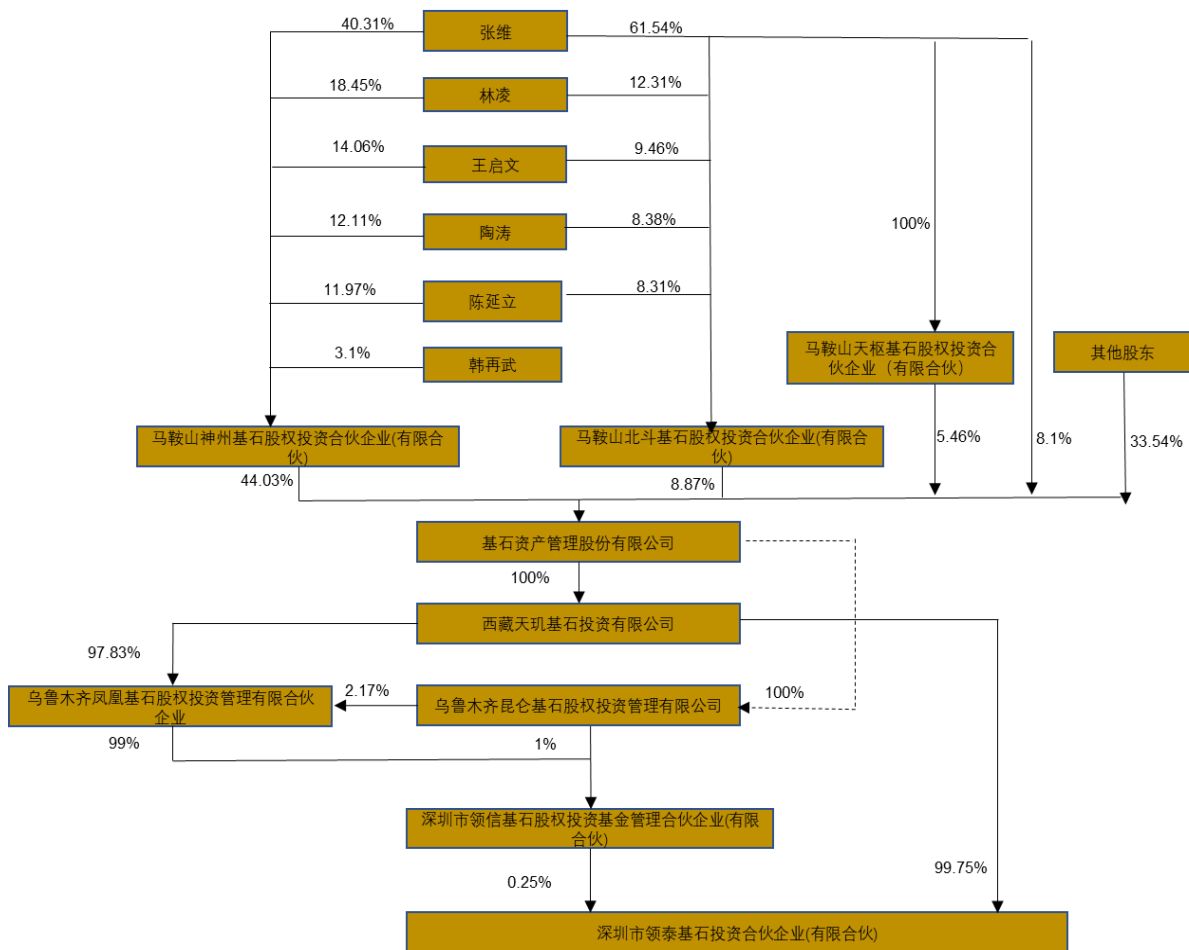 40.31%
张维
61.54%
18.45%
林凌
12.31%
14.06%
王启文
9.46%
12.11%
陶涛
8.38%
100%
11.97%
陈延立
8.31%
3.1%
韩再武
马鞍山天枢基石股权投资合
伙企业（有限合伙）
其他股东
马鞍山神州基石股权投资合伙企业(有限合
伙)
马鞍山北斗基石股权投资合伙企业(有限合
伙)
5.46%
8.1%
33.54%
44.03%
8.87%
基石资产管理股份有限公司
100%
西藏天玑基石投资有限公司
97.83%
乌鲁木齐凤凰基石股权投资管理有限合伙
企业
2.17%
乌鲁木齐昆仑基石股权投资管理有限公司
100%
99%
1%
深圳市领信基石股权投资基金管理合伙企业(有限
合伙)
0.25%
99.75%
深圳市领泰基石投资合伙企业(有限合伙)